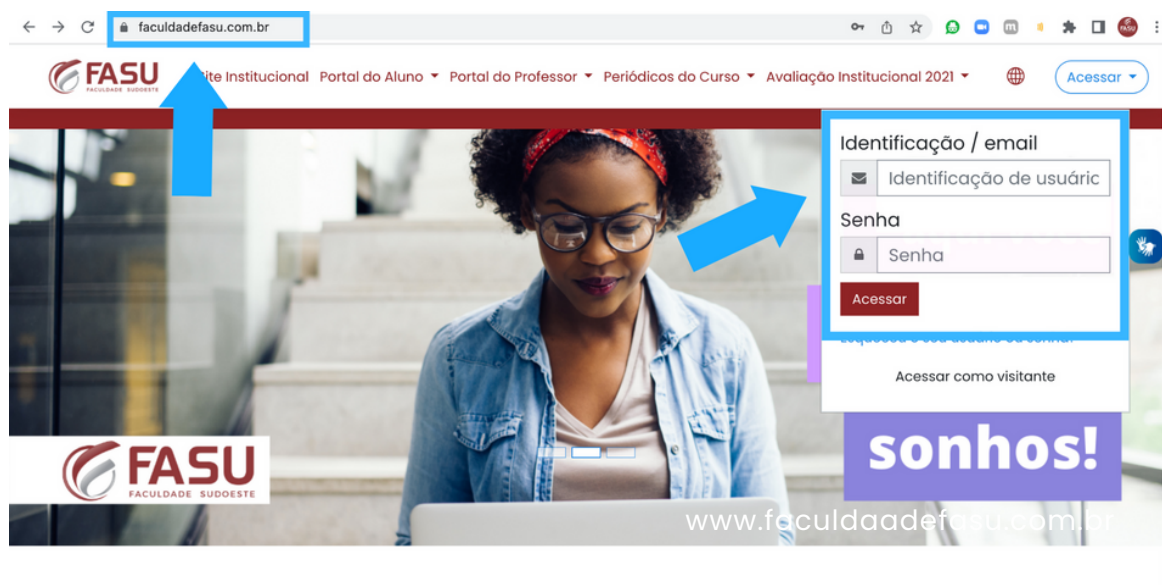 faculdadefasu.com.br
FASU
FACULDADE SUDOESTE
Site Institucional Portal do Aluno Portal do Professor Periódicos do Curso Avaliação Institucional 2021 Acessar
Identificação / email
Identificação de usuáric
Senha
Senha
Acessar
Acessar como visitante
sonhos!
FASU
FACULDADE SUDOESTE
www.faculdaadefasu.com.br